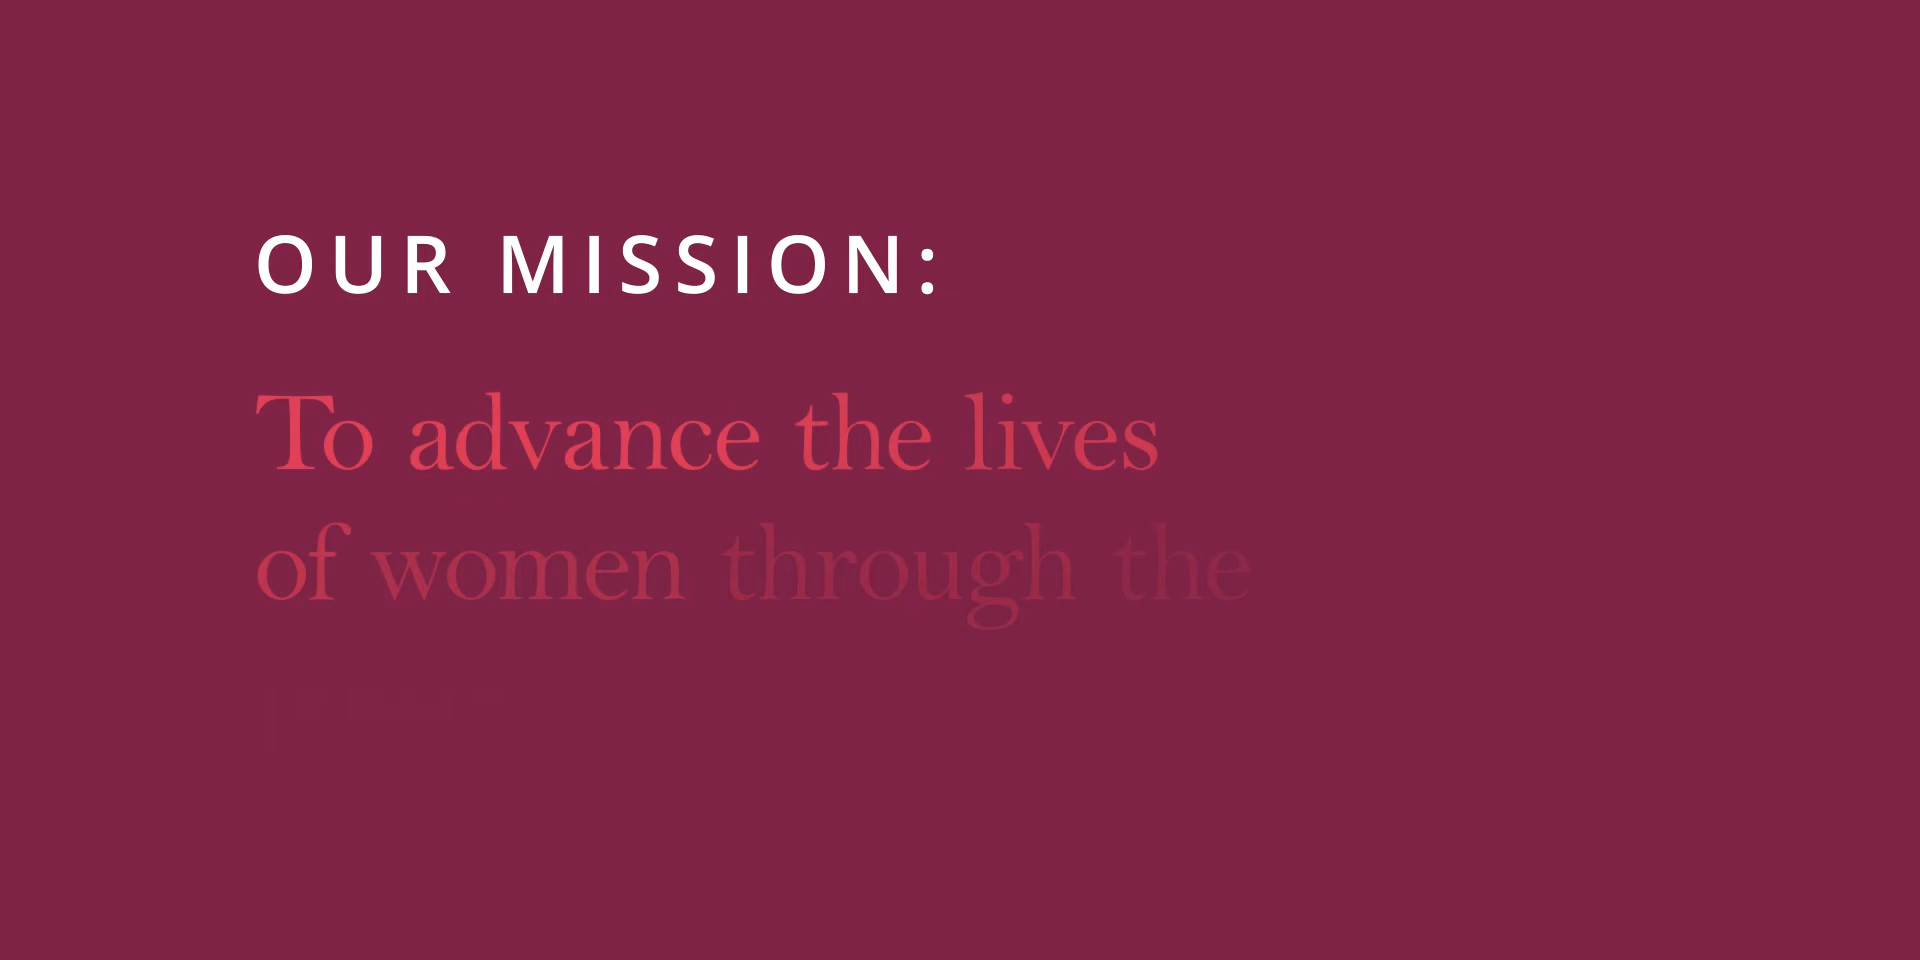 OUR MISSION:
To advance the lives
of women through the